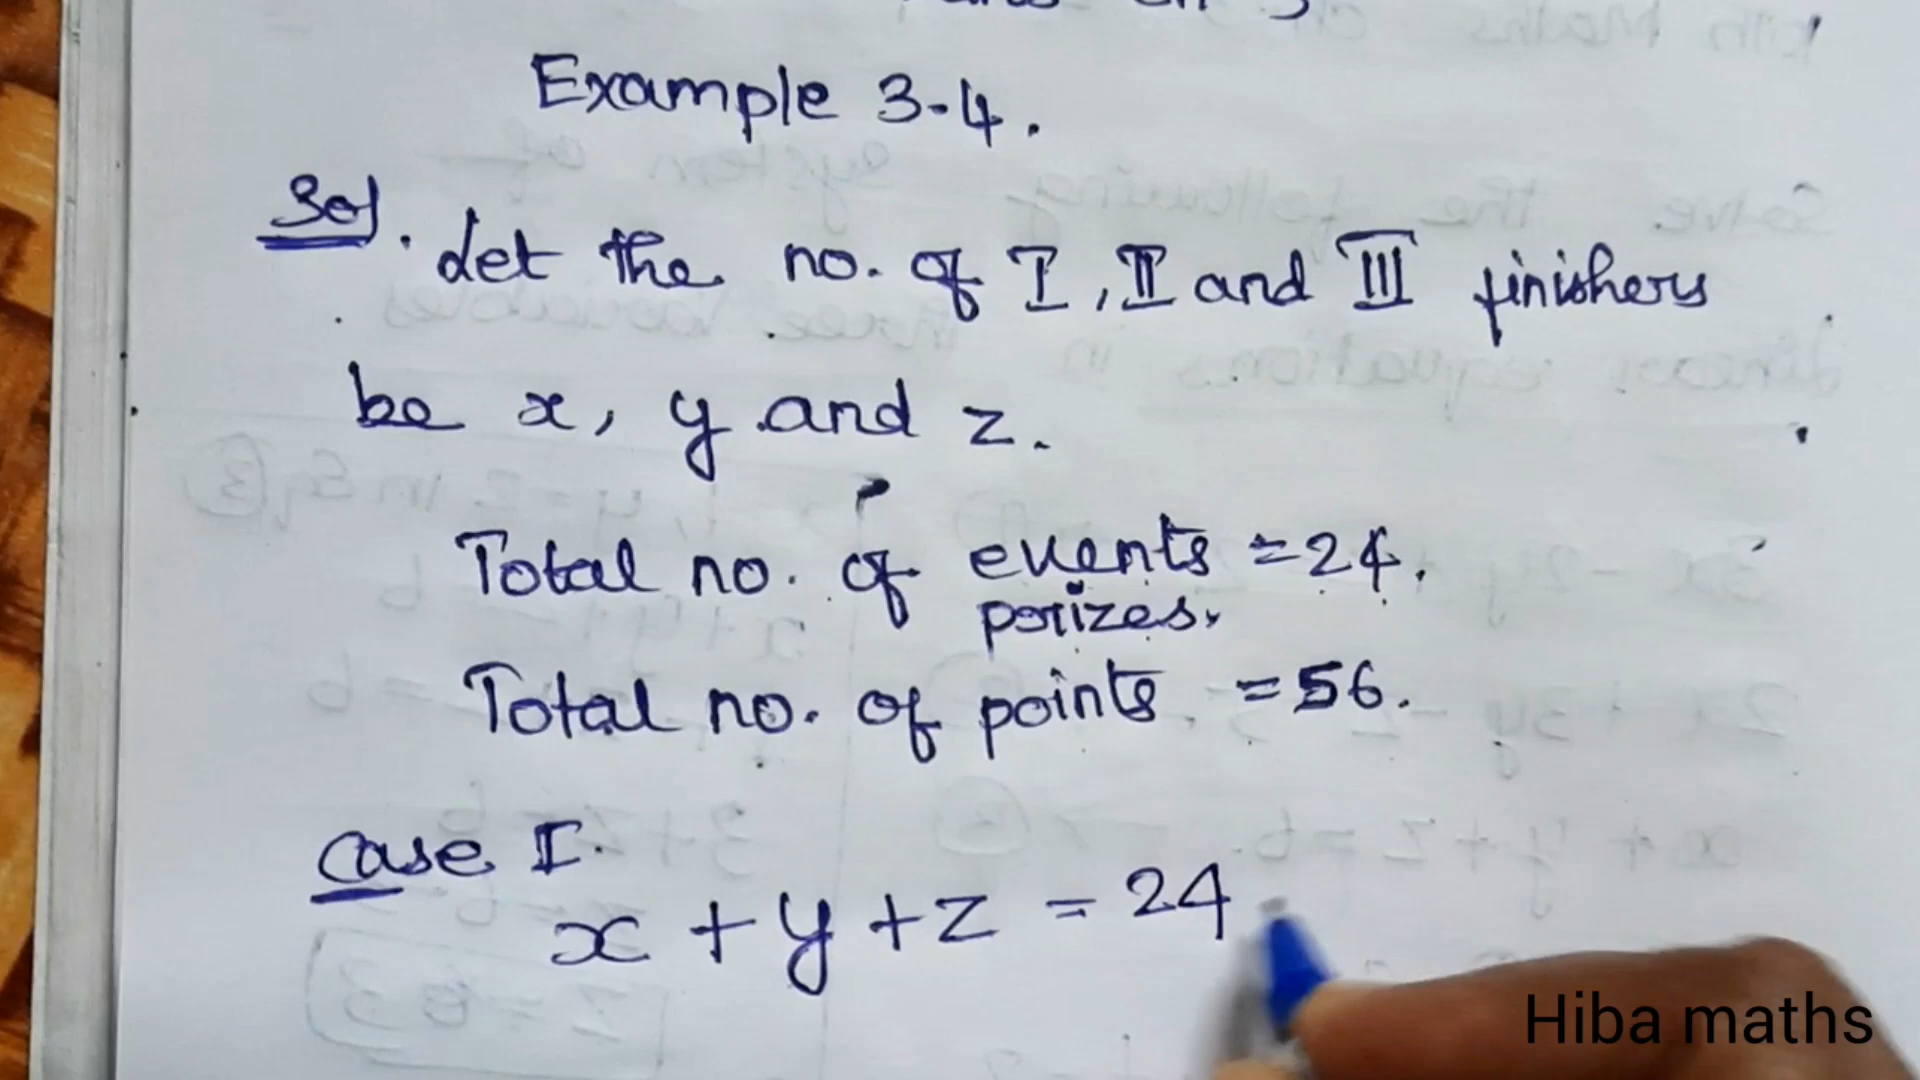 Example 3.4.
Sol.
Let the no. of I, II and III finishers
be x, y and z.
Total no. of events = 24.
prizes.
Total no. of points = 56.
Case I.
x + y + z = 24
Hiba maths